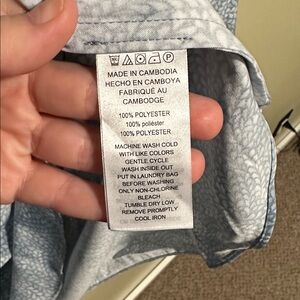 MADE IN CAMBODIA
HECHO EN CAMBOYA
FABRIQUÉ AU
CAMBODGE
100% POLYESTER
100% poliéster
100% POLYESTER
MACHINE WASH COLD
WITH LIKE COLORS
GENTLE CYCLE
WASH INSIDE OUT
PUT IN LAUNDRY BAG
BEFORE WASHING
ONLY NON-CHLORINE
BLEACH
TUMBLE DRY LOW
REMOVE PROMPTLY
COOL IRON